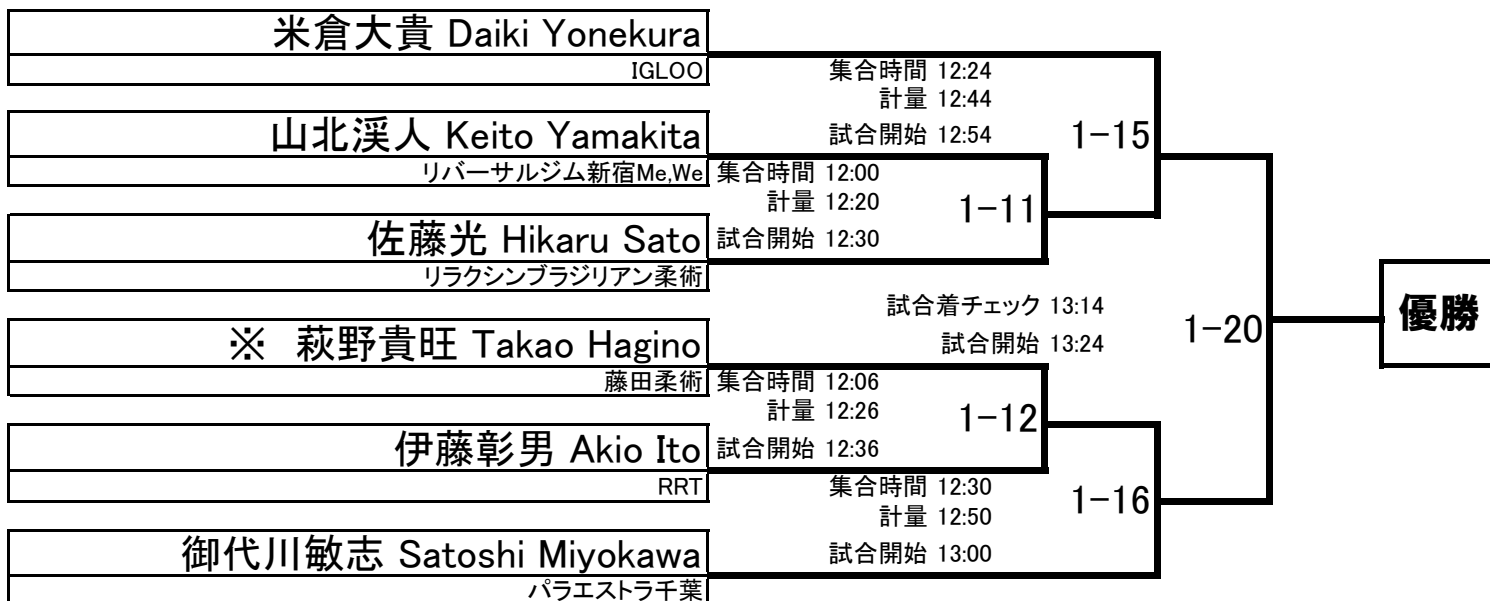 米倉大貴 Daiki Yonekura
IGLOO
集合時間 12:24
計量 12:44
試合開始 12:54
1-15
山北渓人 Keito Yamakita
リバーサルジム新宿Me,We
集合時間 12:00
計量 12:20
試合開始 12:30
1-11
佐藤光 Hikaru Sato
リラクシンブラジリアン柔術
試合着チェック 13:14
試合開始 13:24
1-20
優勝
※ 萩野貴旺 Takao Hagino
藤田柔術
集合時間 12:06
計量 12:26
試合開始 12:36
1-12
伊藤彰男 Akio Ito
RRT
集合時間 12:30
計量 12:50
試合開始 13:00
1-16
御代川敏志 Satoshi Miyokawa
パラエストラ千葉